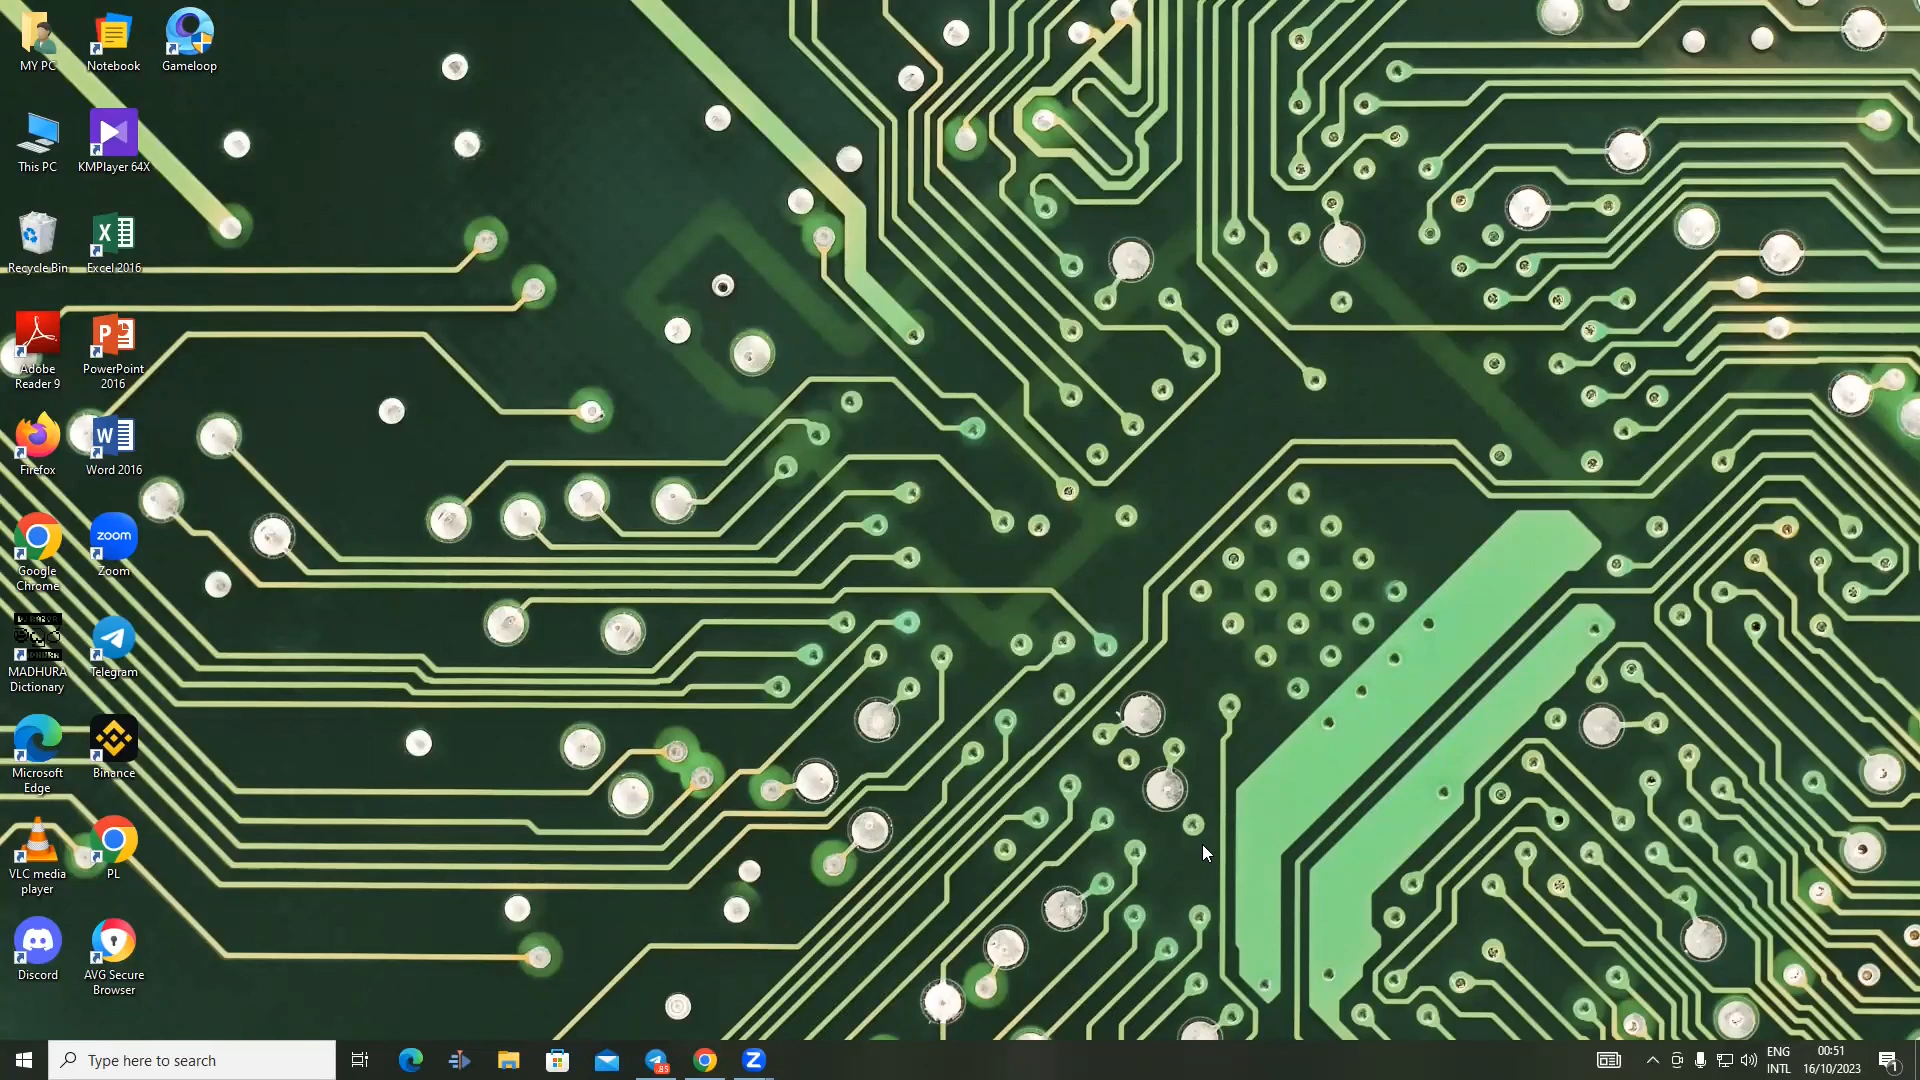 MY PC
Notebook
Gameloop
This PC
KMPlayer 64X
Recycle Bin
Excel 2016
Adobe
Reader 9
PowerPoint
2016
Firefox
Word 2016
Google
Chrome
zoom
Zoom
MADHURA
Dictionary
Telegram
Microsoft
Edge
Binance
VLC media
player
PL
Discord
AVG Secure
Browser
Type here to search
85
ENG
INTL
00:51
16/10/2023
1